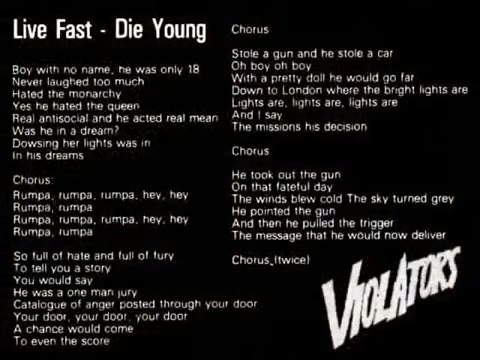 Live Fast - Die Young
Boy with no name, he was only 18
Never laughed too much
Hated the monarchy
Yes he hated the queen
Real antisocial and he acted real mean
Was he in a dream?
Dowsing her lights was in
In his dreams
Chorus:
Rumpa, rumpa, rumpa, hey, hey
Rumpa, rumpa
Rumpa, rumpa, rumpa, hey, hey
Rumpa, rumpa
So full of hate and full of fury
To tell you a story
You would say
He was a one man jury
Catalogue of anger posted through your door
Your door, your door, your door
A chance would come
To even the score
Chorus
Stole a gun and he stole a car
Oh boy oh boy
With a pretty doll he would go far
Down to London where the bright lights are
Lights are, lights are, lights are
And I say
The missions his decision
Chorus
He took out the gun
On that fateful day
The winds blew cold The sky turned grey
He pointed the gun
And then he pulled the trigger
The message that he would now deliver
Chorus (twice)
VIOLATORS